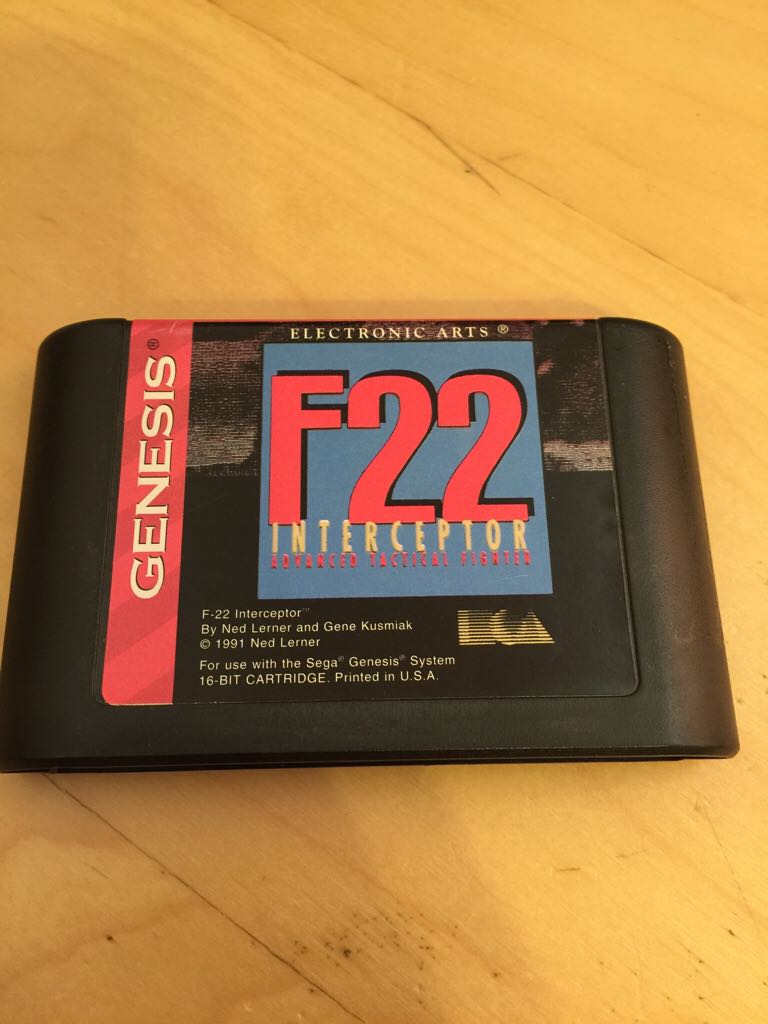 ELECTRONIC ARTS ®
GENESIS®
F22
INTERCEPTOR
ADVANCED TACTICAL FIGHTER
F-22 Interceptor™
By Ned Lerner and Gene Kusmiak
© 1991 Ned Lerner
EOA
For use with the Sega® Genesis® System
16-BIT CARTRIDGE. Printed in U.S.A.